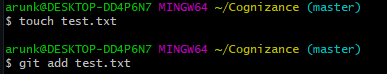 arunk@DESKTOP-DD4P6N7 MINGW64 ~/Cognizance (master)
$ touch test.txt
arunk@DESKTOP-DD4P6N7 MINGW64 ~/Cognizance (master)
$ git add test.txt